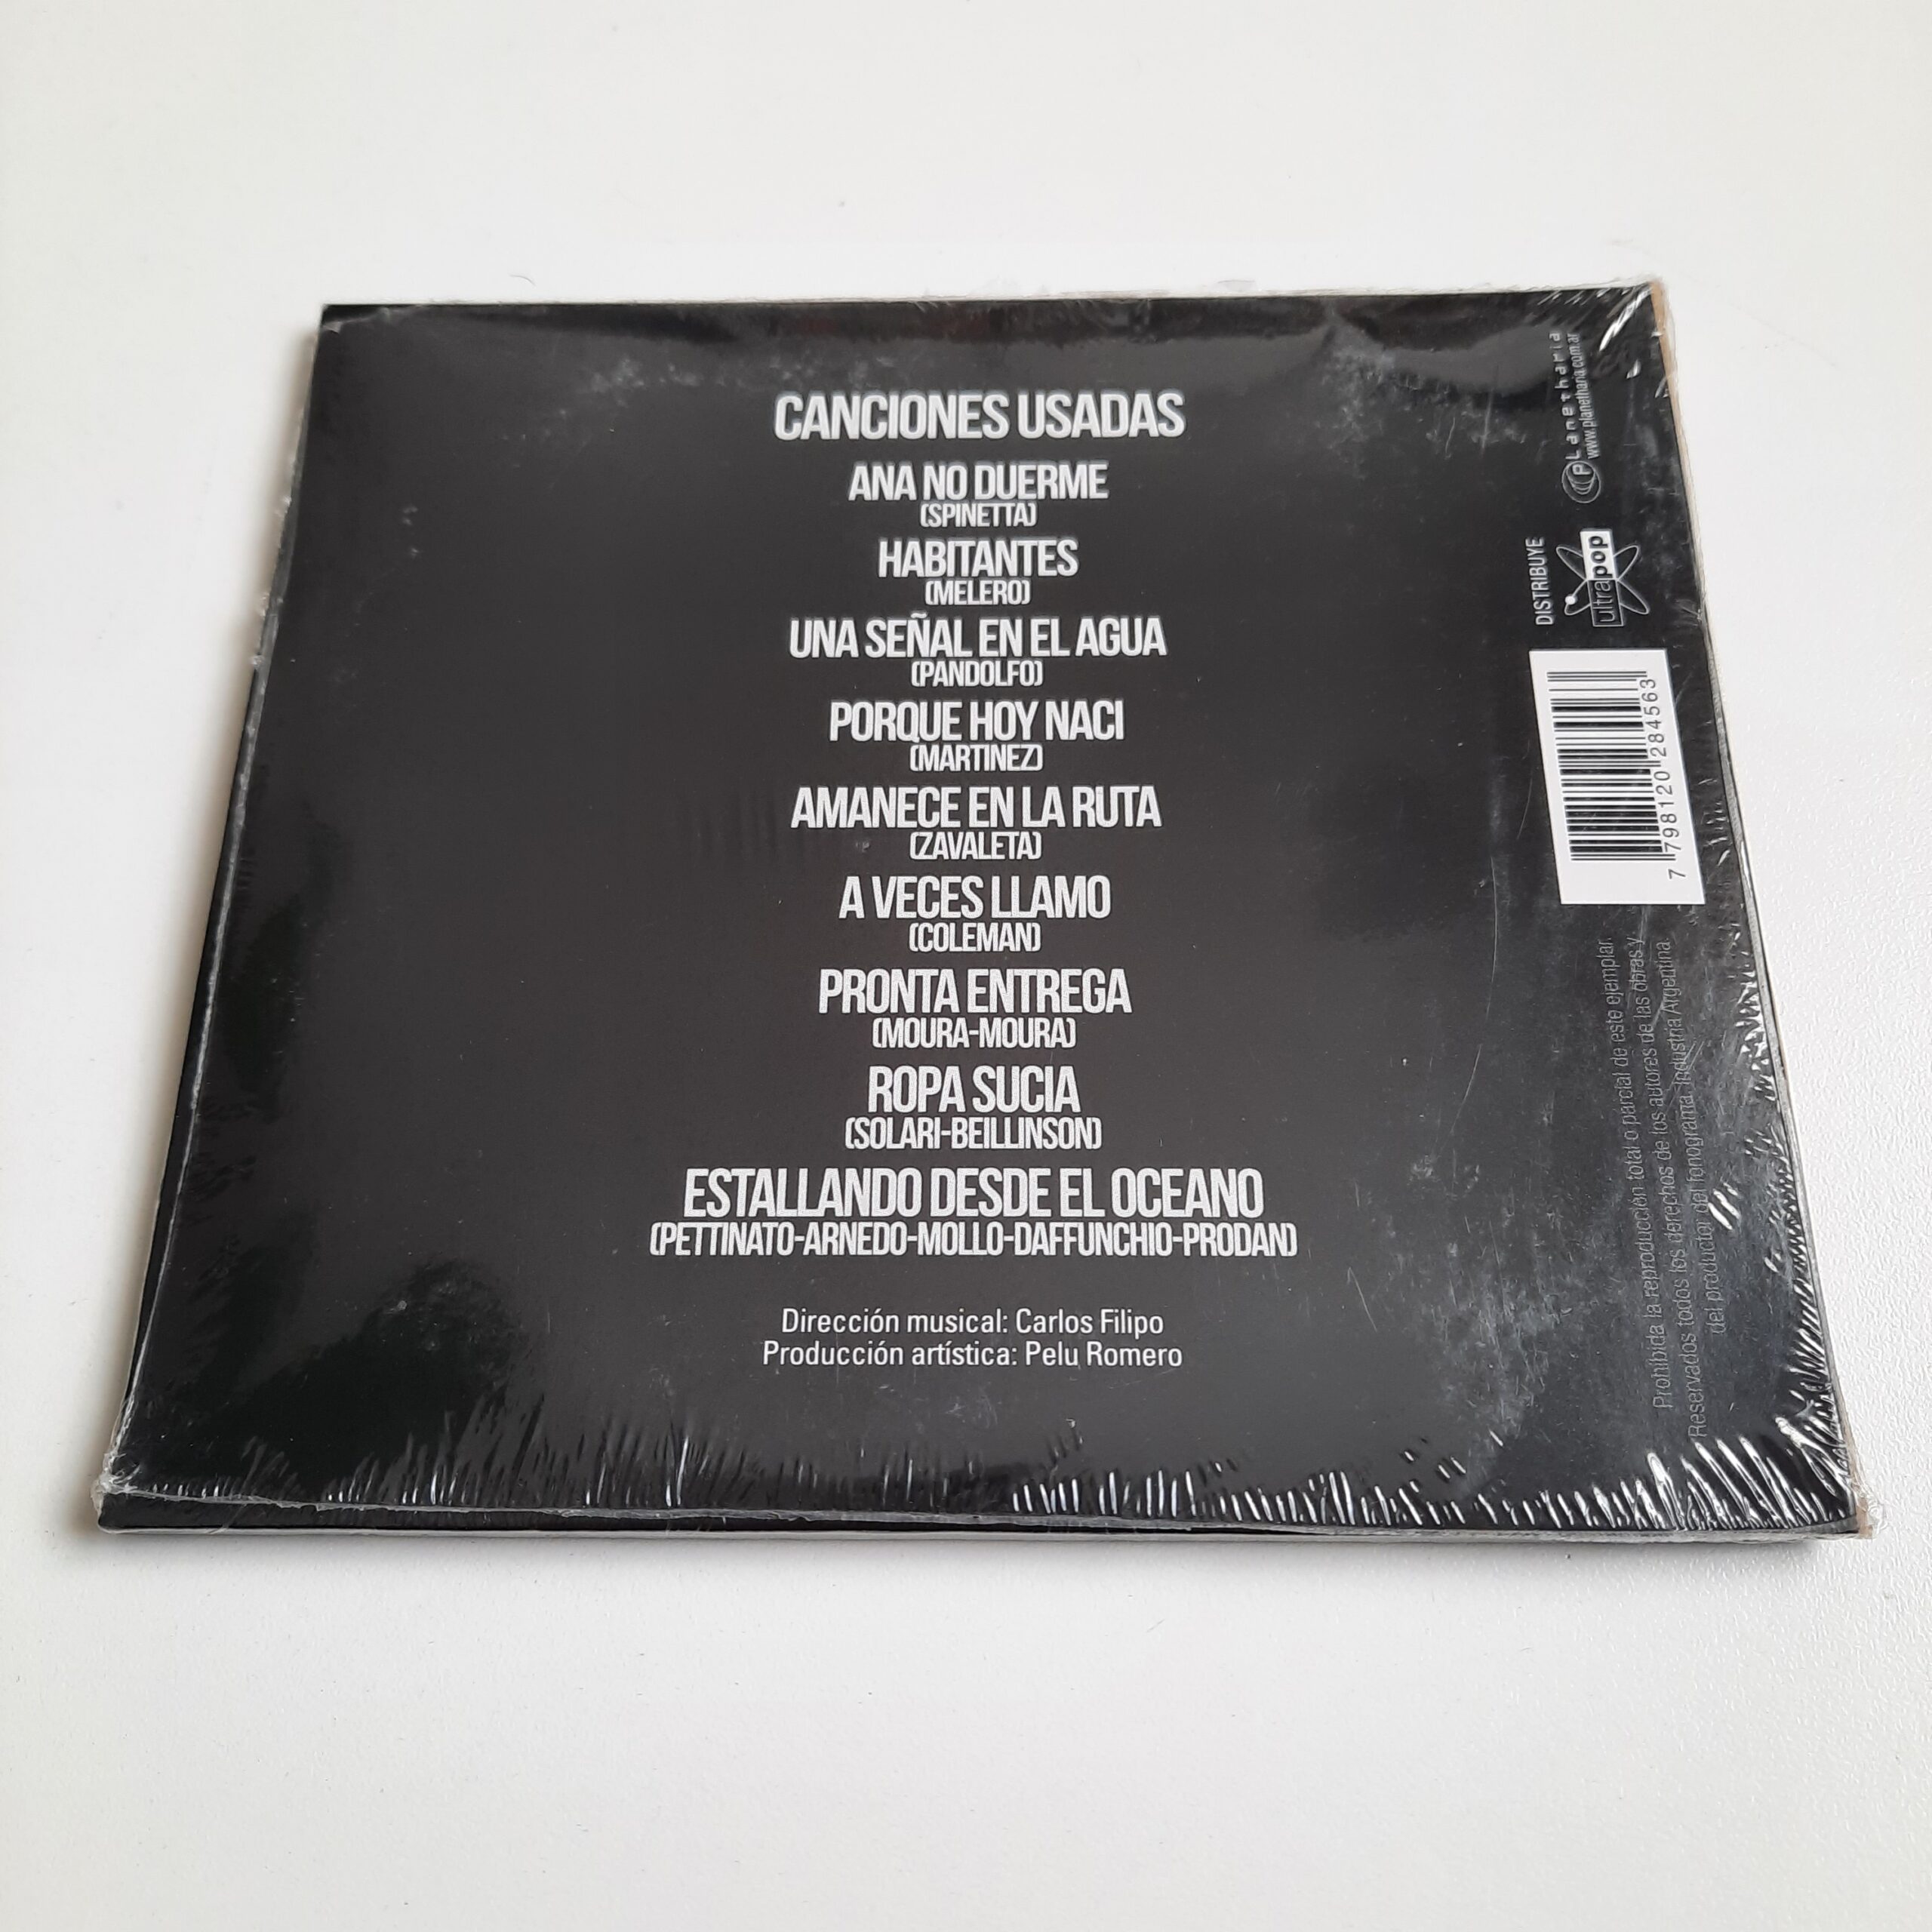 CANCIONES USADAS
ANA NO DUERME
(SPINETTA)
HABITANTES
(MELERO)
UNA SEÑAL EN EL AGUA
(PANDOLFO)
PORQUE HOY NACI
(MARTINEZ)
AMANECE EN LA RUTA
(ZAVALETA)
A VECES LLAMO
(COLEMAN)
PRONTA ENTREGA
(MOURA-MOURA)
ROPA SUCIA
(SOLARI-BEILLINSON)
ESTALLANDO DESDE EL OCEANO
(PETTINATO-ARNEDO-MOLLO-DAFFUNCHIO-PRODAN)
Dirección musical: Carlos Filipo
Producción artística: Pelu Romero
Planetharia
www.planetharia.com.ar
DISTRIBUYE
ultrapop
7 798120 284563
Prohibida la reproducción total o parcial de este ejemplar.
Reservados todos los derechos de los autores de las obras y
del productor del fonograma. Industria Argentina.